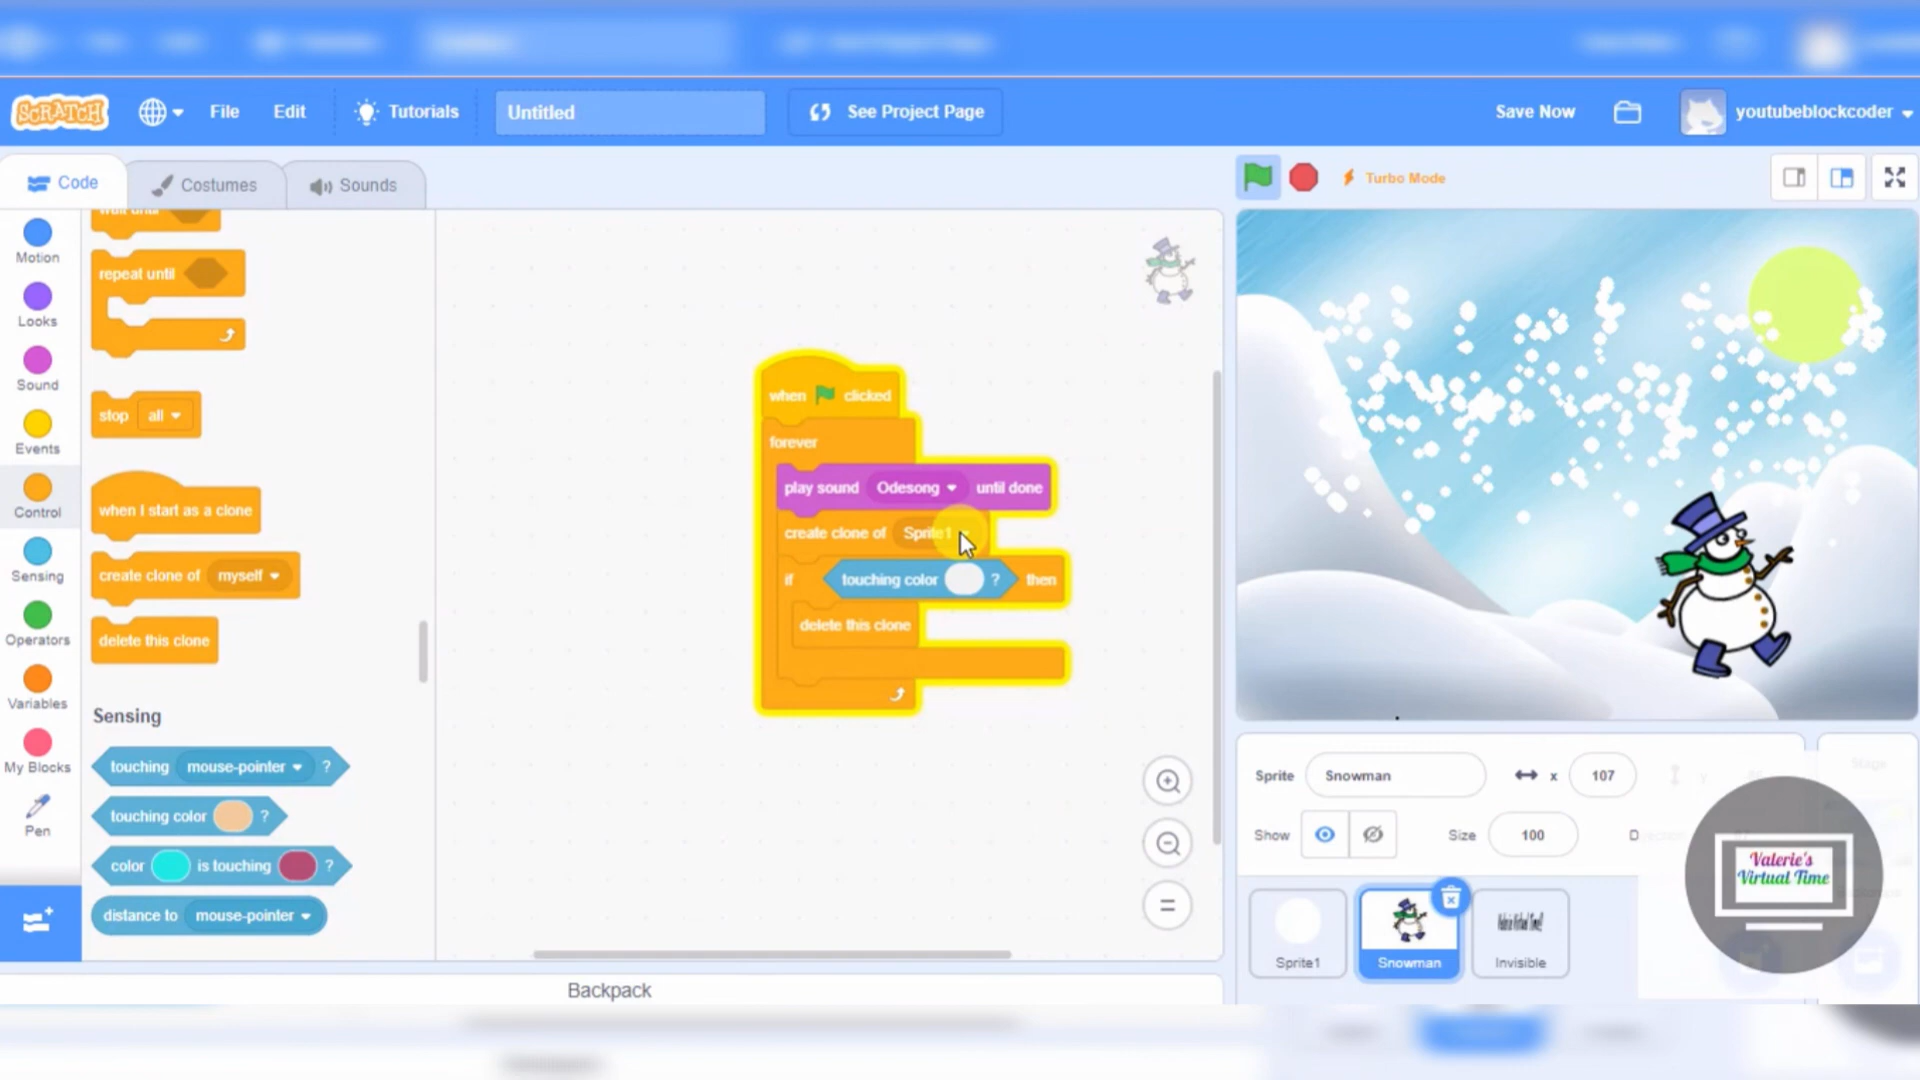 SCRATCH File Edit Tutorials Untitled See Project Page Save Now youtubeblockcoder
Code Costumes Sounds
Turbo Mode
Motion
Looks
Sound
Events
Control
Sensing
Operators
Variables
My Blocks
Pen
wait until
repeat until
stop all
when I start as a clone
create clone of myself
delete this clone
Sensing
touching mouse-pointer ?
touching color ?
color is touching ?
distance to mouse-pointer
when clicked
forever
play sound Odesong until done
create clone of Sprite1
if touching color ? then
delete this clone
Backpack
Sprite Snowman x 107
Show Size 100
Sprite1 Snowman Invisible
Stage
Valerie's
Virtual Time